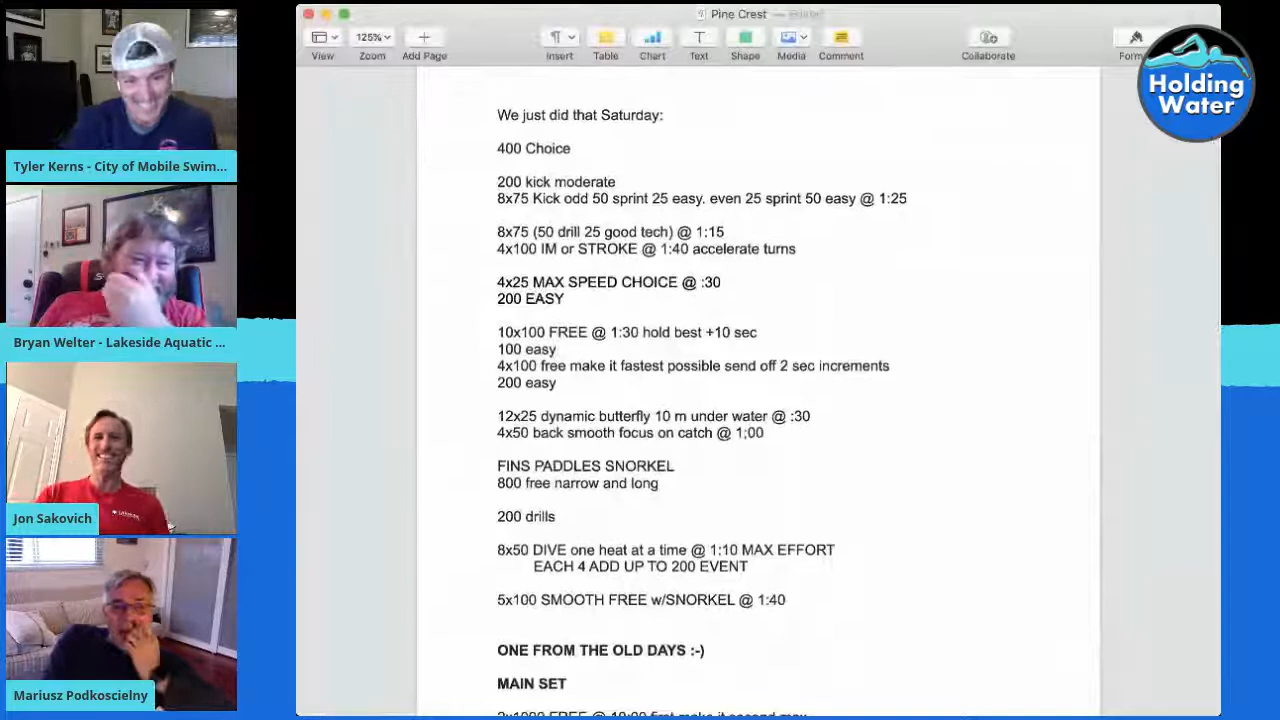 Pine Crest
View
125%
Zoom
Add Page
Insert
Table
Chart
Text
Shape
Media
Comment
Collaborate
Form
Holding
Water
We just did that Saturday:
400 Choice
200 kick moderate
8x75 Kick odd 50 sprint 25 easy. even 25 sprint 50 easy @ 1:25
8x75 (50 drill 25 good tech) @ 1:15
4x100 IM or STROKE @ 1:40 accelerate turns
4x25 MAX SPEED CHOICE @ :30
200 EASY
10x100 FREE @ 1:30 hold best +10 sec
100 easy
4x100 free make it fastest possible send off 2 sec increments
200 easy
12x25 dynamic butterfly 10 m under water @ :30
4x50 back smooth focus on catch @ 1;00
FINS PADDLES SNORKEL
800 free narrow and long
200 drills
8x50 DIVE one heat at a time @ 1:10 MAX EFFORT
EACH 4 ADD UP TO 200 EVENT
5x100 SMOOTH FREE w/SNORKEL @ 1:40
ONE FROM THE OLD DAYS :-)
MAIN SET
Tyler Kerns - City of Mobile Swim...
Bryan Welter - Lakeside Aquatic ...
Jon Sakovich
Mariusz Podkoscielny